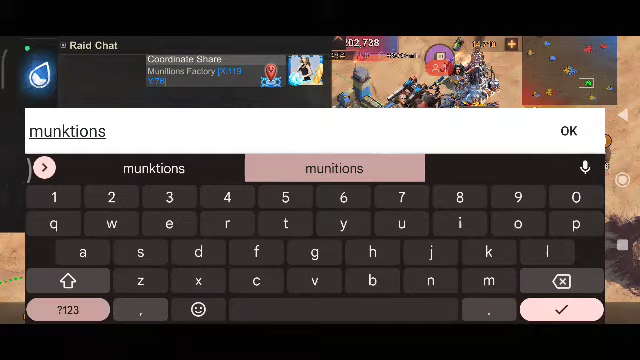 Raid Chat
Coordinate Share
Munitions Factory [X:119
Y:76]
munktions
OK
munktions
munitions
1 2 3 4 5 6 7 8 9 0
q w e r t y u i o p
a s d f g h j k l
z x c v b n m
?123 , .